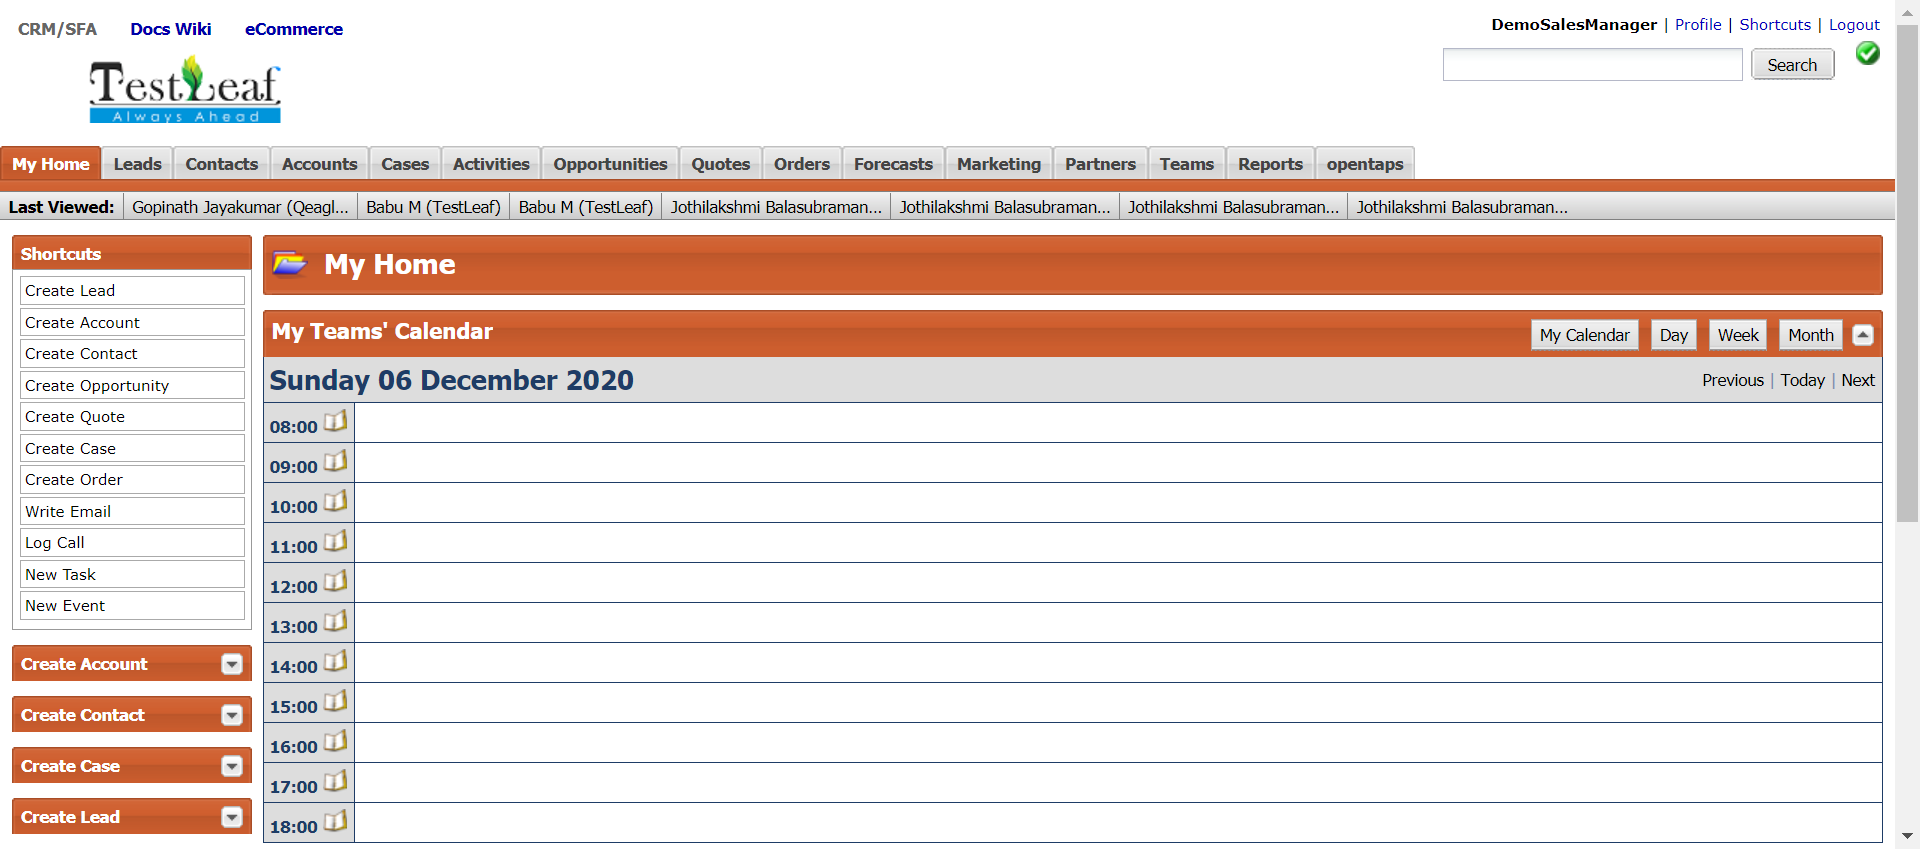 CRM/SFA Docs Wiki eCommerce
DemoSalesManager | Profile | Shortcuts | Logout
Search
TestLeaf
Always Ahead
My Home Leads Contacts Accounts Cases Activities Opportunities Quotes Orders Forecasts Marketing Partners Teams Reports opentaps
Last Viewed: Gopinath Jayakumar (Qeagl... Babu M (TestLeaf) Babu M (TestLeaf) Jothilakshmi Balasubraman... Jothilakshmi Balasubraman... Jothilakshmi Balasubraman... Jothilakshmi Balasubraman...
Shortcuts
Create Lead
Create Account
Create Contact
Create Opportunity
Create Quote
Create Case
Create Order
Write Email
Log Call
New Task
New Event
Create Account
Create Contact
Create Case
Create Lead
My Home
My Teams' Calendar
My Calendar Day Week Month
Sunday 06 December 2020
Previous | Today | Next
08:00
09:00
10:00
11:00
12:00
13:00
14:00
15:00
16:00
17:00
18:00